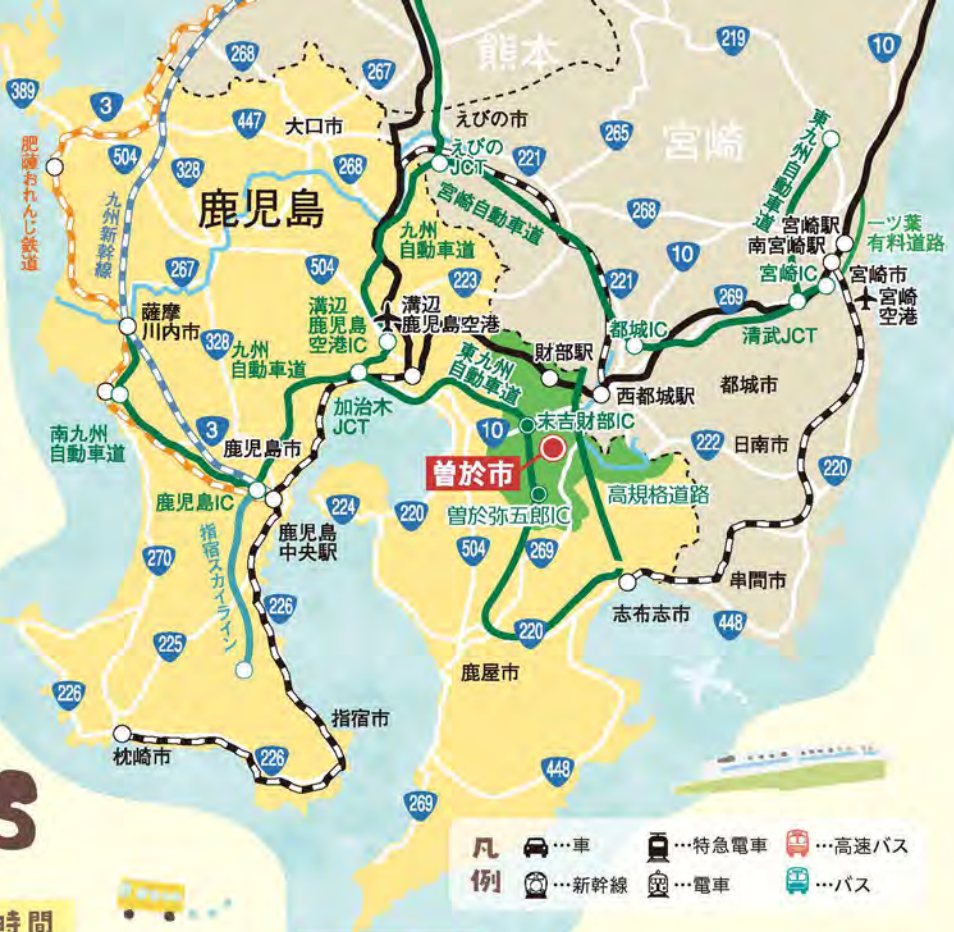 219
10
熊本
268
267
389
3
447
大口市
えびの市
265
宮崎
東九州自動車道
肥薩おれんじ鉄道
504
328
268
えびの
JCT
221
鹿児島
九州新幹線
宮崎自動車道
268
宮崎駅
南宮崎駅
一ツ葉
有料道路
九州
自動車道
10
267
504
223
221
宮崎IC
宮崎市
宮崎
空港
269
薩摩
川内市
溝辺
鹿児島
空港IC
溝辺
鹿児島空港
都城IC
清武JCT
328
九州
自動車道
東九州
自動車道
財部駅
西都城駅
都城市
加治木
JCT
南九州
自動車道
3
鹿児島市
10
末吉財部IC
222
日南市
曽於市
220
鹿児島IC
224
220
曽於弥五郎IC
高規格道路
鹿児島
中央駅
504
269
270
指宿スカイライン
226
串間市
志布志市
448
225
220
鹿屋市
226
指宿市
枕崎市
226
448
269
S
凡
例
…車
…特急電車
…高速バス
…新幹線
…電車
…バス
時間